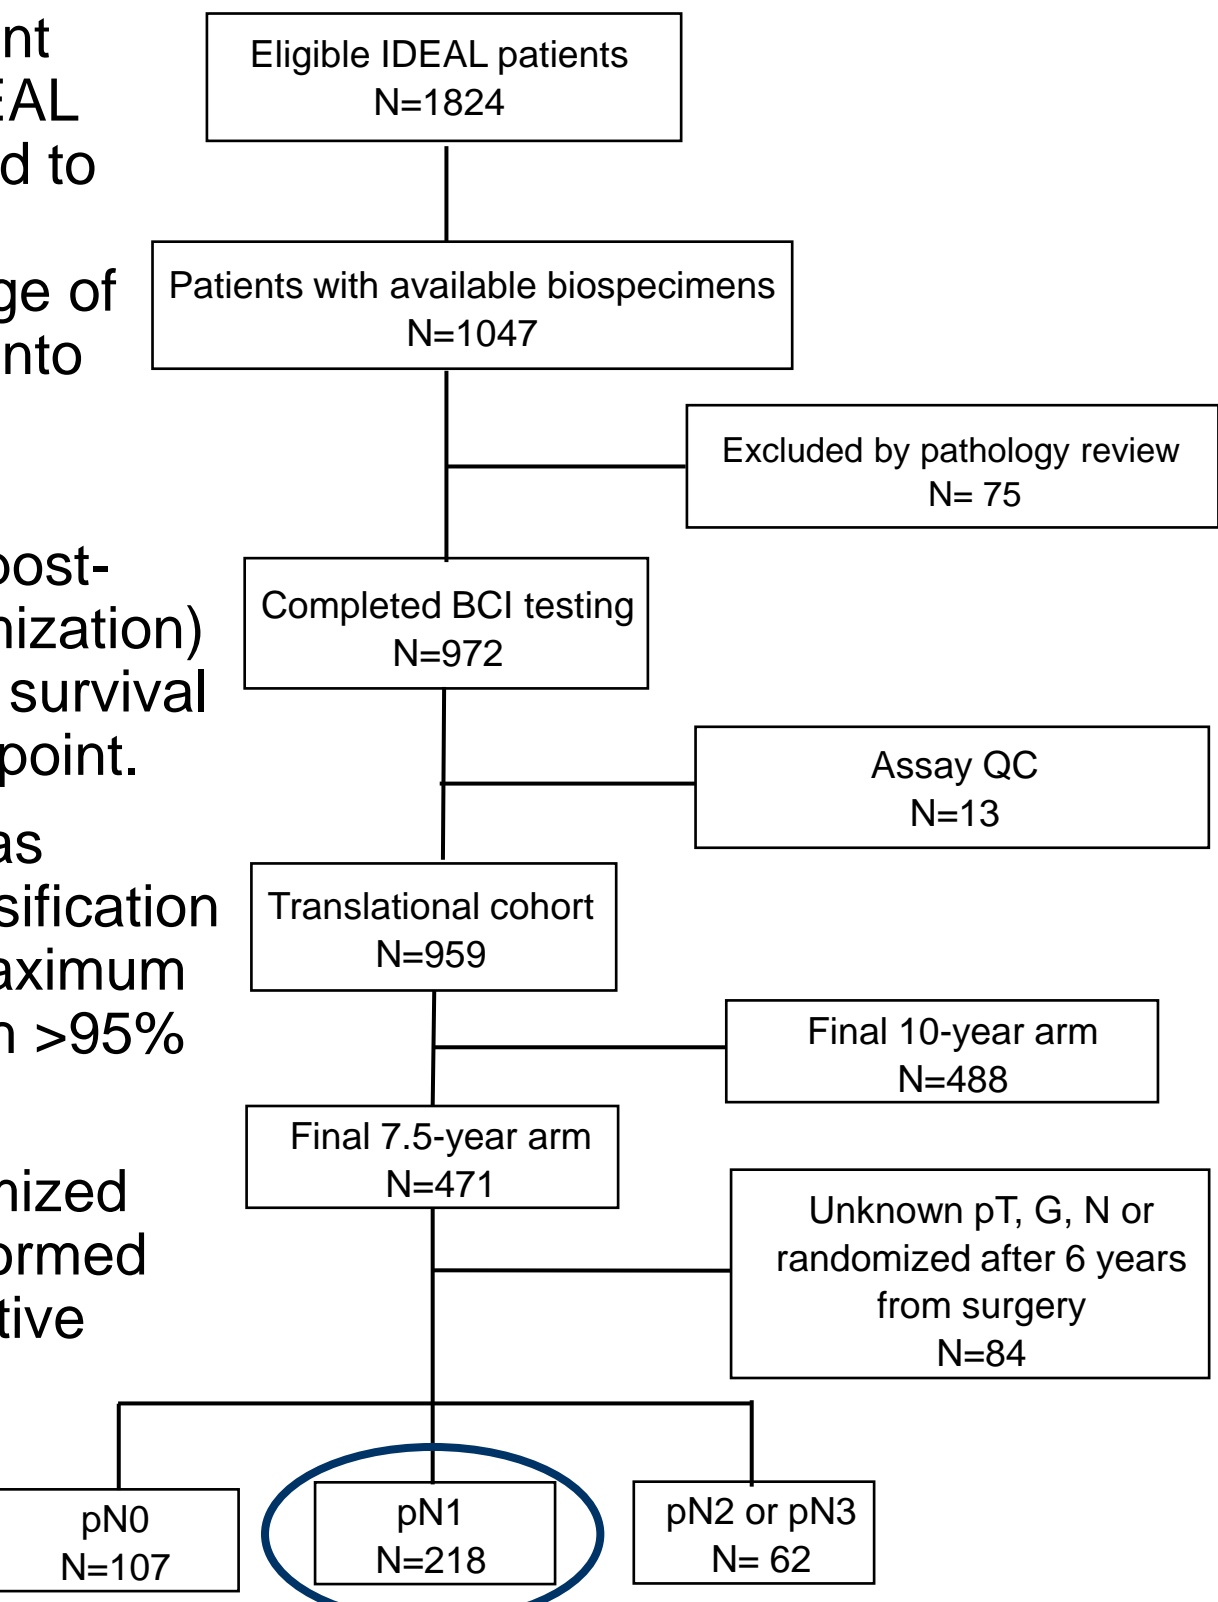 nt
EAL
d to
ge of
nto
post-
nization)
survival
point.
as
sification
aximum
n >95%
nized
ormed
tive
Eligible IDEAL patients
N=1824
Patients with available biospecimens
N=1047
Excluded by pathology review
N= 75
Completed BCI testing
N=972
Assay QC
N=13
Translational cohort
N=959
Final 10-year arm
N=488
Final 7.5-year arm
N=471
Unknown pT, G, N or
randomized after 6 years
from surgery
N=84
pN0
N=107
pN1
N=218
pN2 or pN3
N= 62